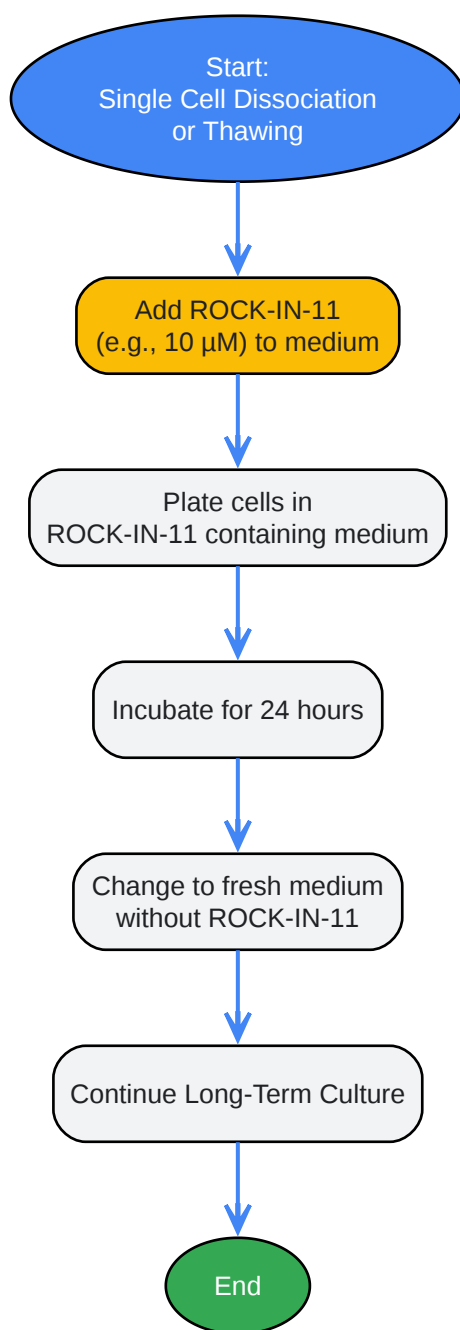 Start:
Single Cell Dissociation
or Thawing
Add ROCK-IN-11
(e.g., 10 µM) to medium
Plate cells in
ROCK-IN-11 containing medium
Incubate for 24 hours
Change to fresh medium
without ROCK-IN-11
Continue Long-Term Culture
End